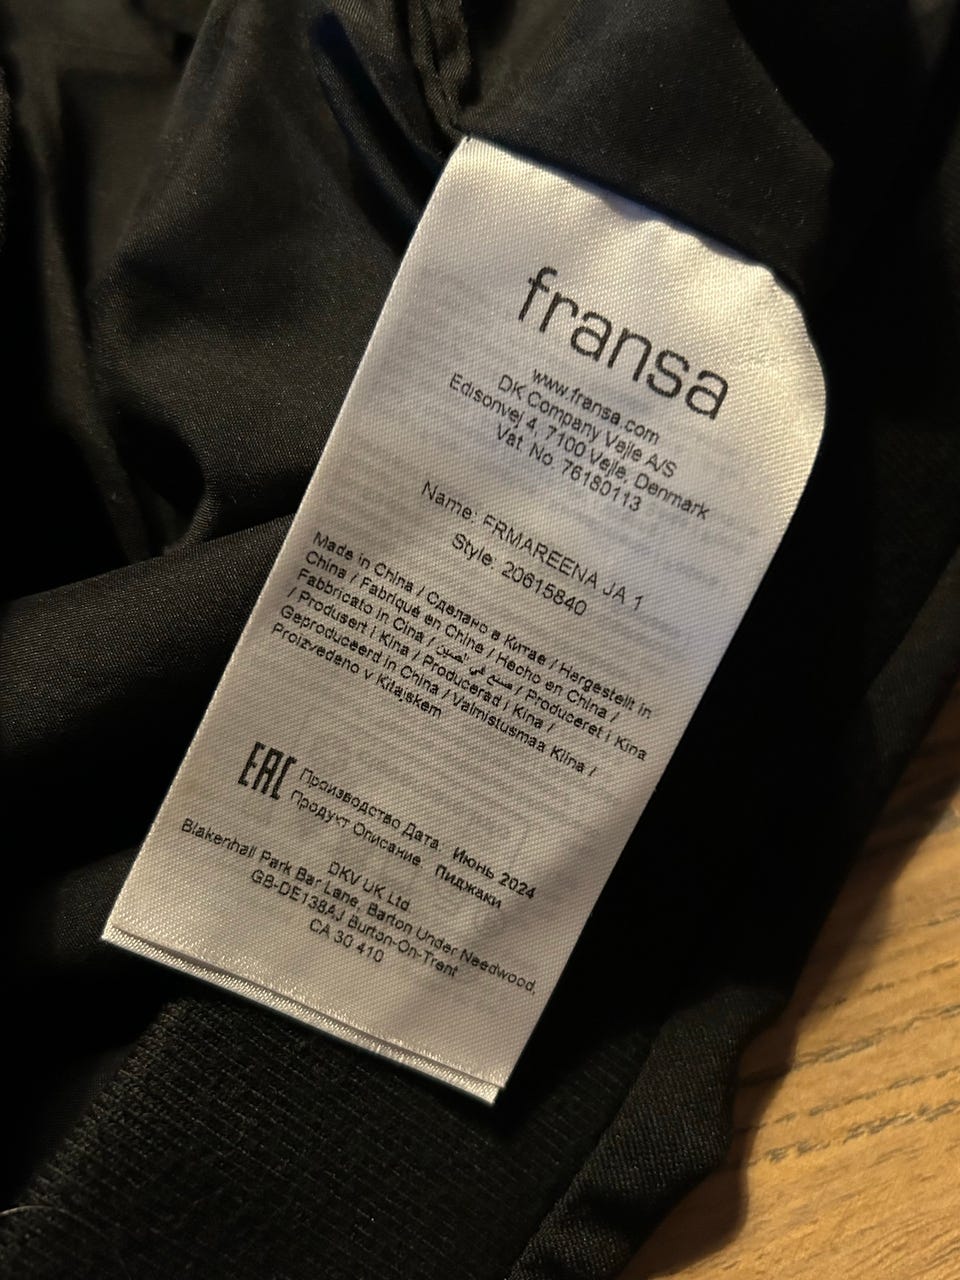 fransa
www.fransa.com
DK Company Vejle A/S
Edisonvej 4, 7100 Vejle, Denmark
Vat. No. 76180113
Name: FRMAREENA JA 1
Style: 20615840
Made in China / Сделано в Китае / Hergestellt in
China / Fabriqué en Chine / Hecho en China /
Fabbricato in Cina / صنع في الصين / Produceret i Kina
/ Produsert i Kina / Producerad i Kina /
Geproduceerd in China / Valmistusmaa Kiina /
Proizvedeno v Kitajskem
EAC Производство Дата Июнь 2024
Продукт Описание Пиджаки
DKV UK Ltd.
Blakenhall Park Bar Lane, Barton Under Needwood,
GB-DE138AJ Burton-On-Trent
CA 30 410